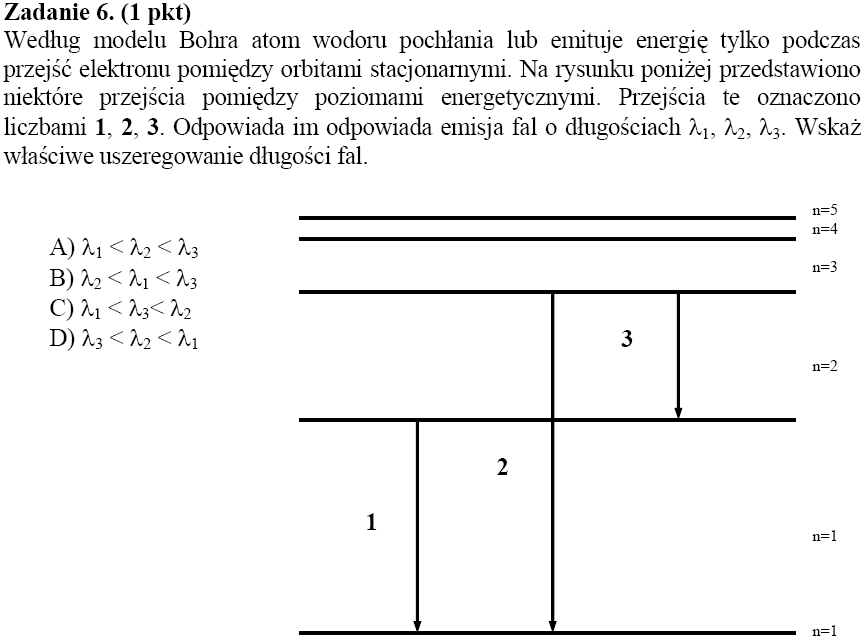 Zadanie 6. (1 pkt)
Według modelu Bohra atom wodoru pochłania lub emituje energię tylko podczas
przejść elektronu pomiędzy orbitami stacjonarnymi. Na rysunku poniżej przedstawiono
niektóre przejścia pomiędzy poziomami energetycznymi. Przejścia te oznaczono
liczbami 1, 2, 3. Odpowiada im odpowiada emisja fal o długościach λ₁, λ₂, λ₃. Wskaż
właściwe uszeregowanie długości fal.
A) λ₁ < λ₂ < λ₃
B) λ₂ < λ₁ < λ₃
C) λ₁ < λ₃< λ₂
D) λ₃ < λ₂ < λ₁
n=5
n=4
n=3
3
n=2
2
1
n=1
n=1